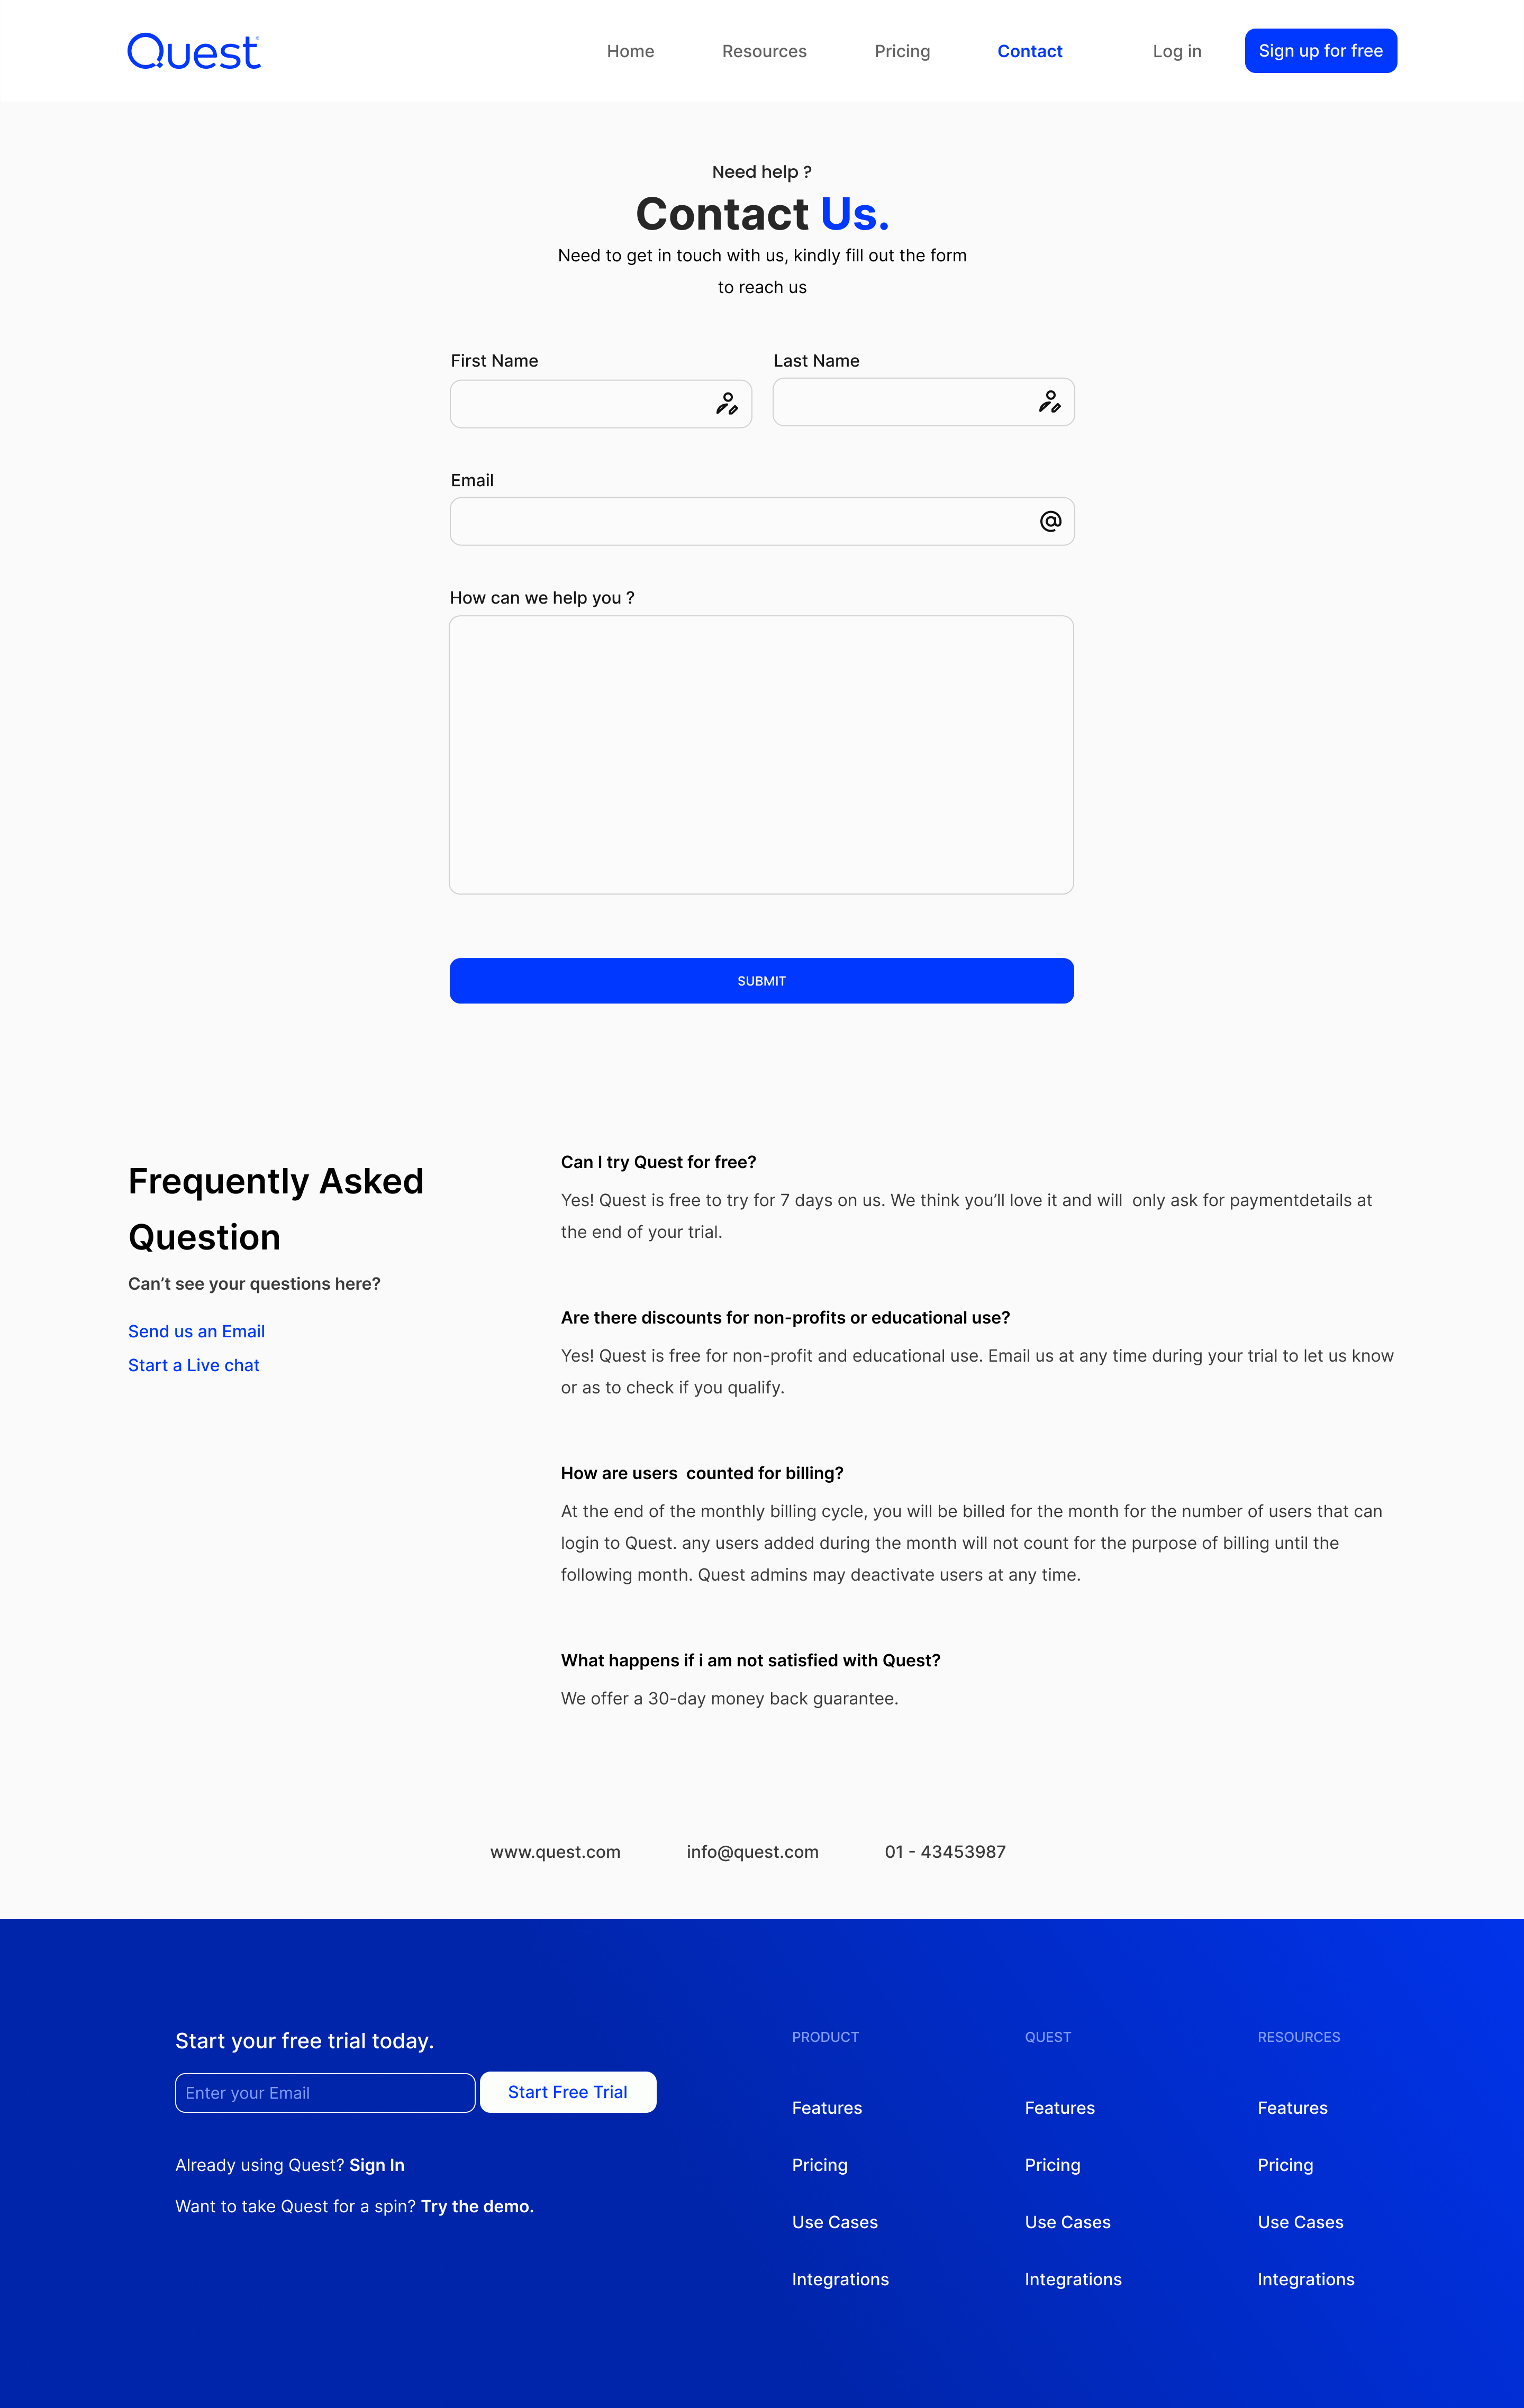 Quest
Home Resources Pricing Contact Log in Sign up for free
Need help ?
Contact Us.
Need to get in touch with us, kindly fill out the form
to reach us
First Name Last Name
Email
How can we help you ?
SUBMIT
Frequently Asked
Question
Can’t see your questions here?
Send us an Email
Start a Live chat
Can I try Quest for free?
Yes! Quest is free to try for 7 days on us. We think you’ll love it and will  only ask for paymentdetails at
the end of your trial.
Are there discounts for non-profits or educational use?
Yes! Quest is free for non-profit and educational use. Email us at any time during your trial to let us know
or as to check if you qualify.
How are users  counted for billing?
At the end of the monthly billing cycle, you will be billed for the month for the number of users that can
login to Quest. any users added during the month will not count for the purpose of billing until the
following month. Quest admins may deactivate users at any time.
What happens if i am not satisfied with Quest?
We offer a 30-day money back guarantee.
www.quest.com info@quest.com 01 - 43453987
Start your free trial today.
Enter your Email Start Free Trial
Already using Quest? Sign In
Want to take Quest for a spin? Try the demo.
PRODUCT
Features
Pricing
Use Cases
Integrations
QUEST
Features
Pricing
Use Cases
Integrations
RESOURCES
Features
Pricing
Use Cases
Integrations